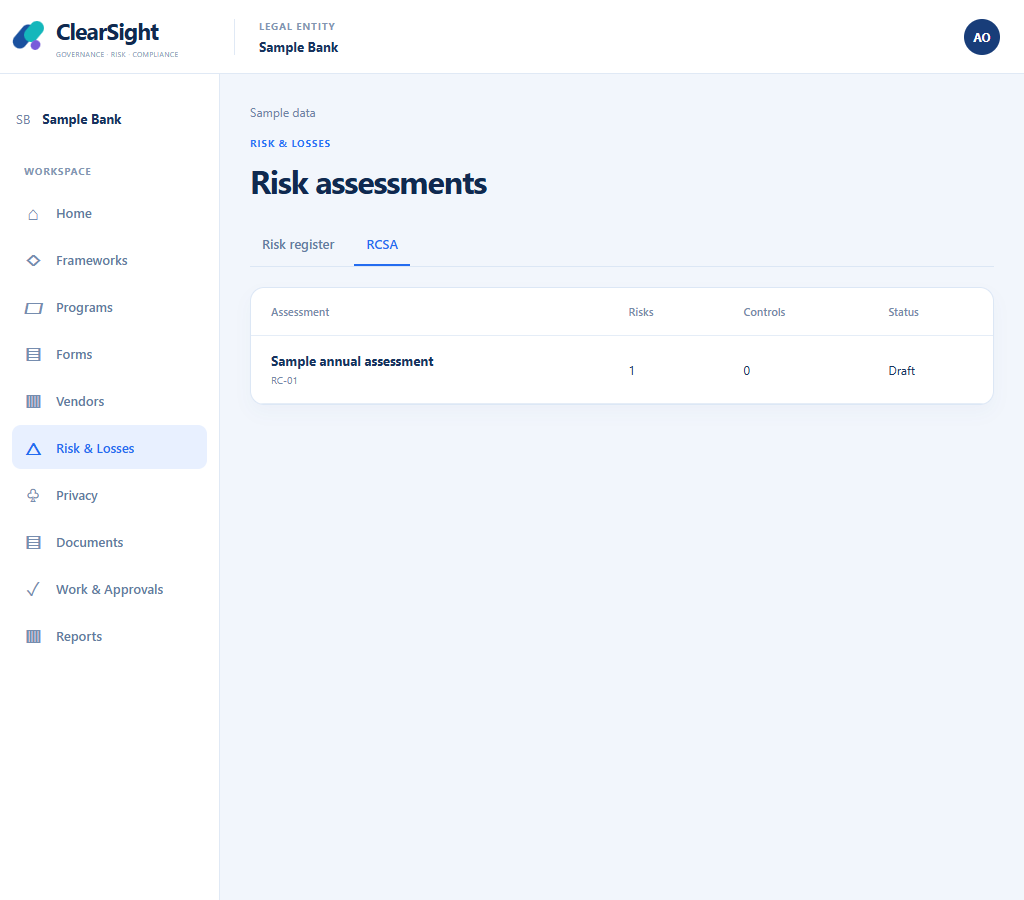 ClearSight
GOVERNANCE · RISK · COMPLIANCE
LEGAL ENTITY
Sample Bank
AO
SB Sample Bank
WORKSPACE
Home
Frameworks
Programs
Forms
Vendors
Risk & Losses
Privacy
Documents
Work & Approvals
Reports
Sample data
RISK & LOSSES
Risk assessments
Risk register RCSA
Assessment Risks Controls Status
Sample annual assessment 1 0 Draft
RC-01